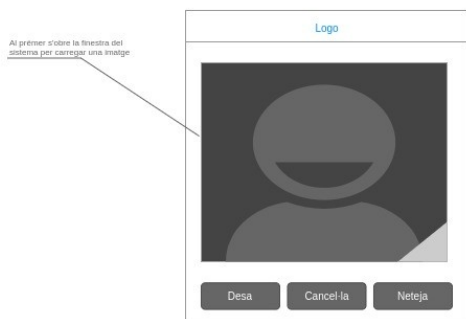 Logo
Al prémer s'obre la finestra del
sistema per carregar una imatge
Desa
Cancel·la
Neteja